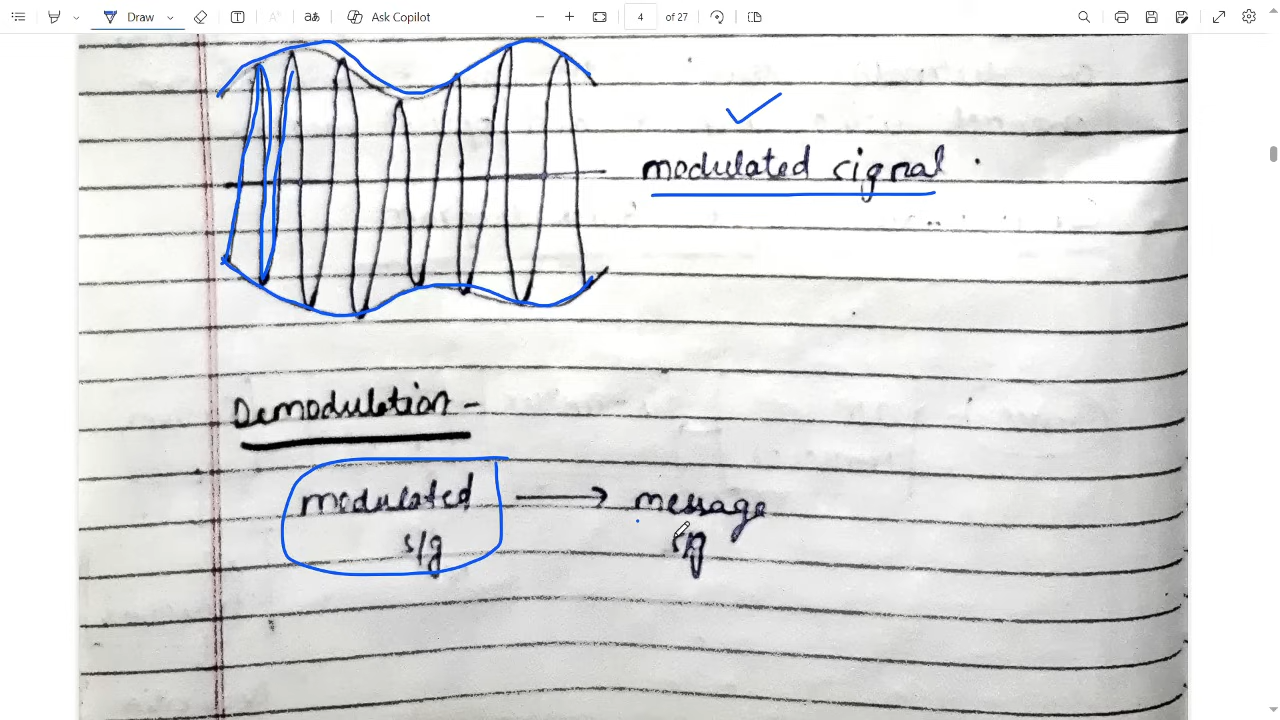 Draw
Ask Copilot
4 of 27
modulated signal.
Demodulation -
modulated → message
s/g s/g